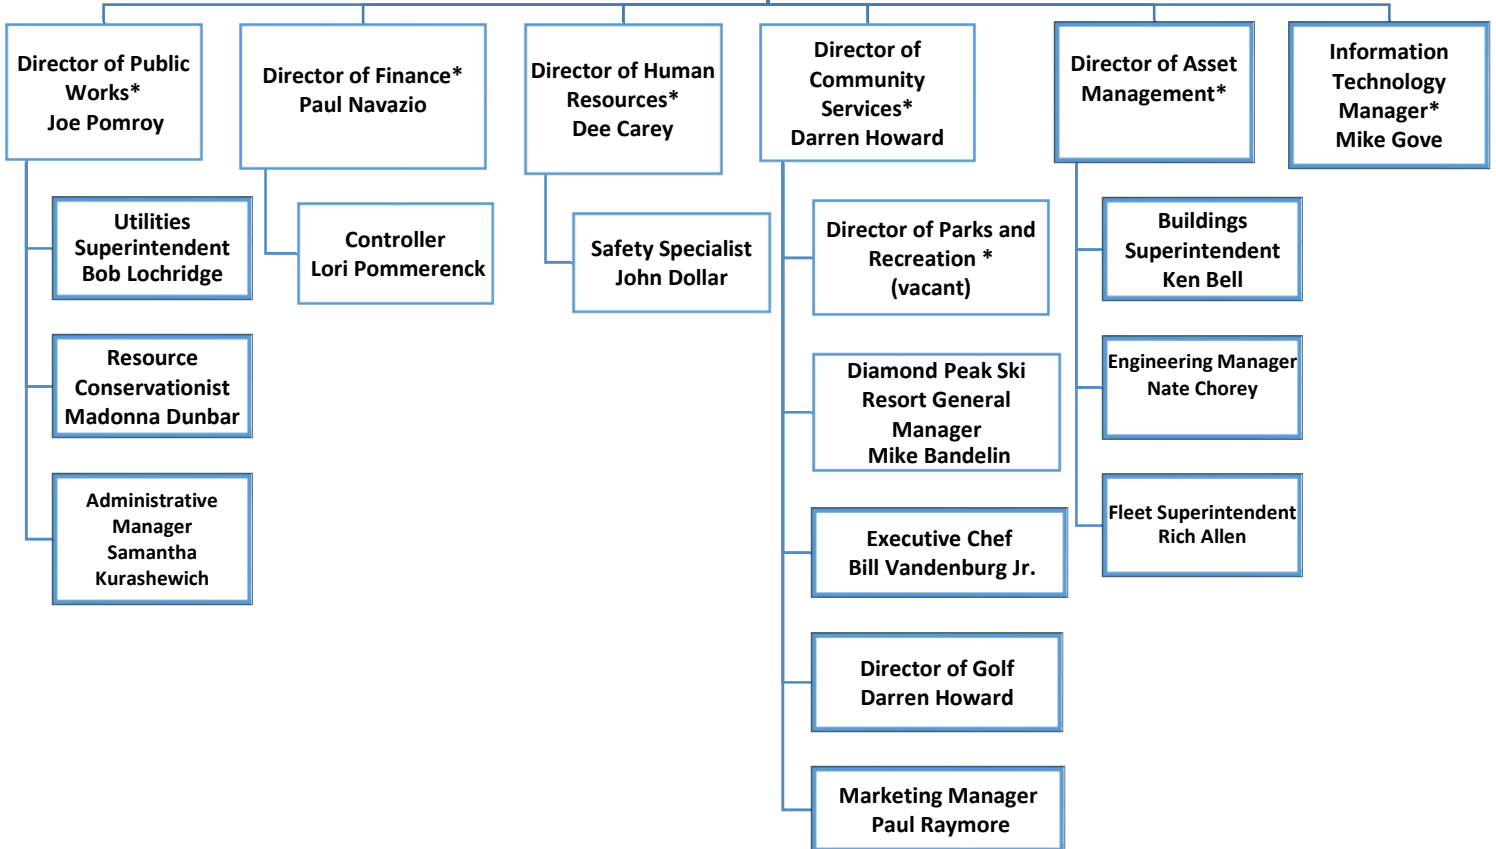 Director of Public
Works*
Joe Pomroy
Director of Finance*
Paul Navazio
Director of Human
Resources*
Dee Carey
Director of
Community
Services*
Darren Howard
Director of Asset
Management*
Information
Technology
Manager*
Mike Gove
Utilities
Superintendent
Bob Lochridge
Resource
Conservationist
Madonna Dunbar
Administrative
Manager
Samantha
Kurashewich
Controller
Lori Pommerenck
Safety Specialist
John Dollar
Director of Parks and
Recreation *
(vacant)
Diamond Peak Ski
Resort General
Manager
Mike Bandelin
Executive Chef
Bill Vandenburg Jr.
Director of Golf
Darren Howard
Marketing Manager
Paul Raymore
Buildings
Superintendent
Ken Bell
Engineering Manager
Nate Chorey
Fleet Superintendent
Rich Allen